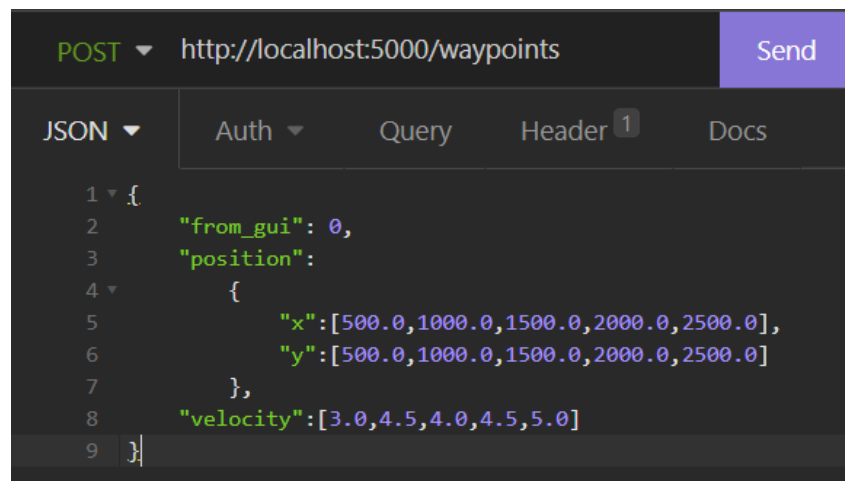 POST http://localhost:5000/waypoints Send
JSON Auth Query Header 1 Docs
1 {
2 "from_gui": 0,
3 "position":
4 {
5 "x":[500.0,1000.0,1500.0,2000.0,2500.0],
6 "y":[500.0,1000.0,1500.0,2000.0,2500.0]
7 },
8 "velocity":[3.0,4.5,4.0,4.5,5.0]
9 }